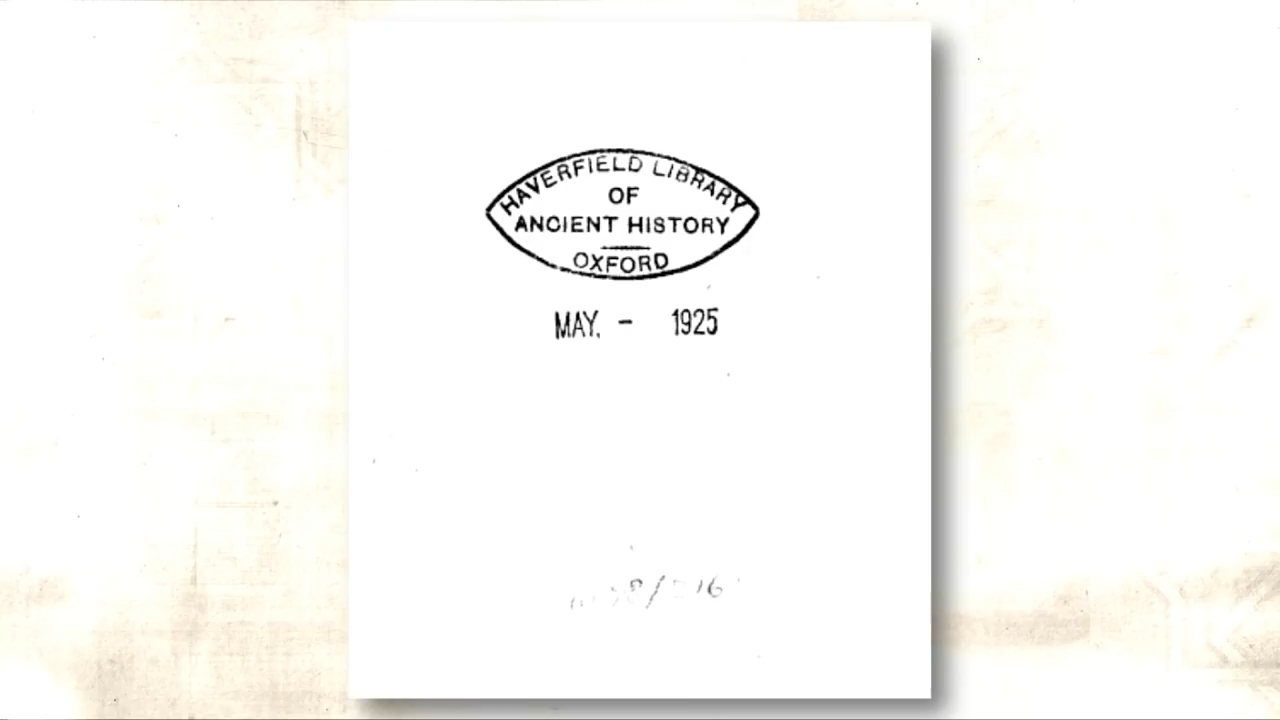 HAVERFIELD LIBRARY
OF
ANCIENT HISTORY
OXFORD
MAY. - 1925